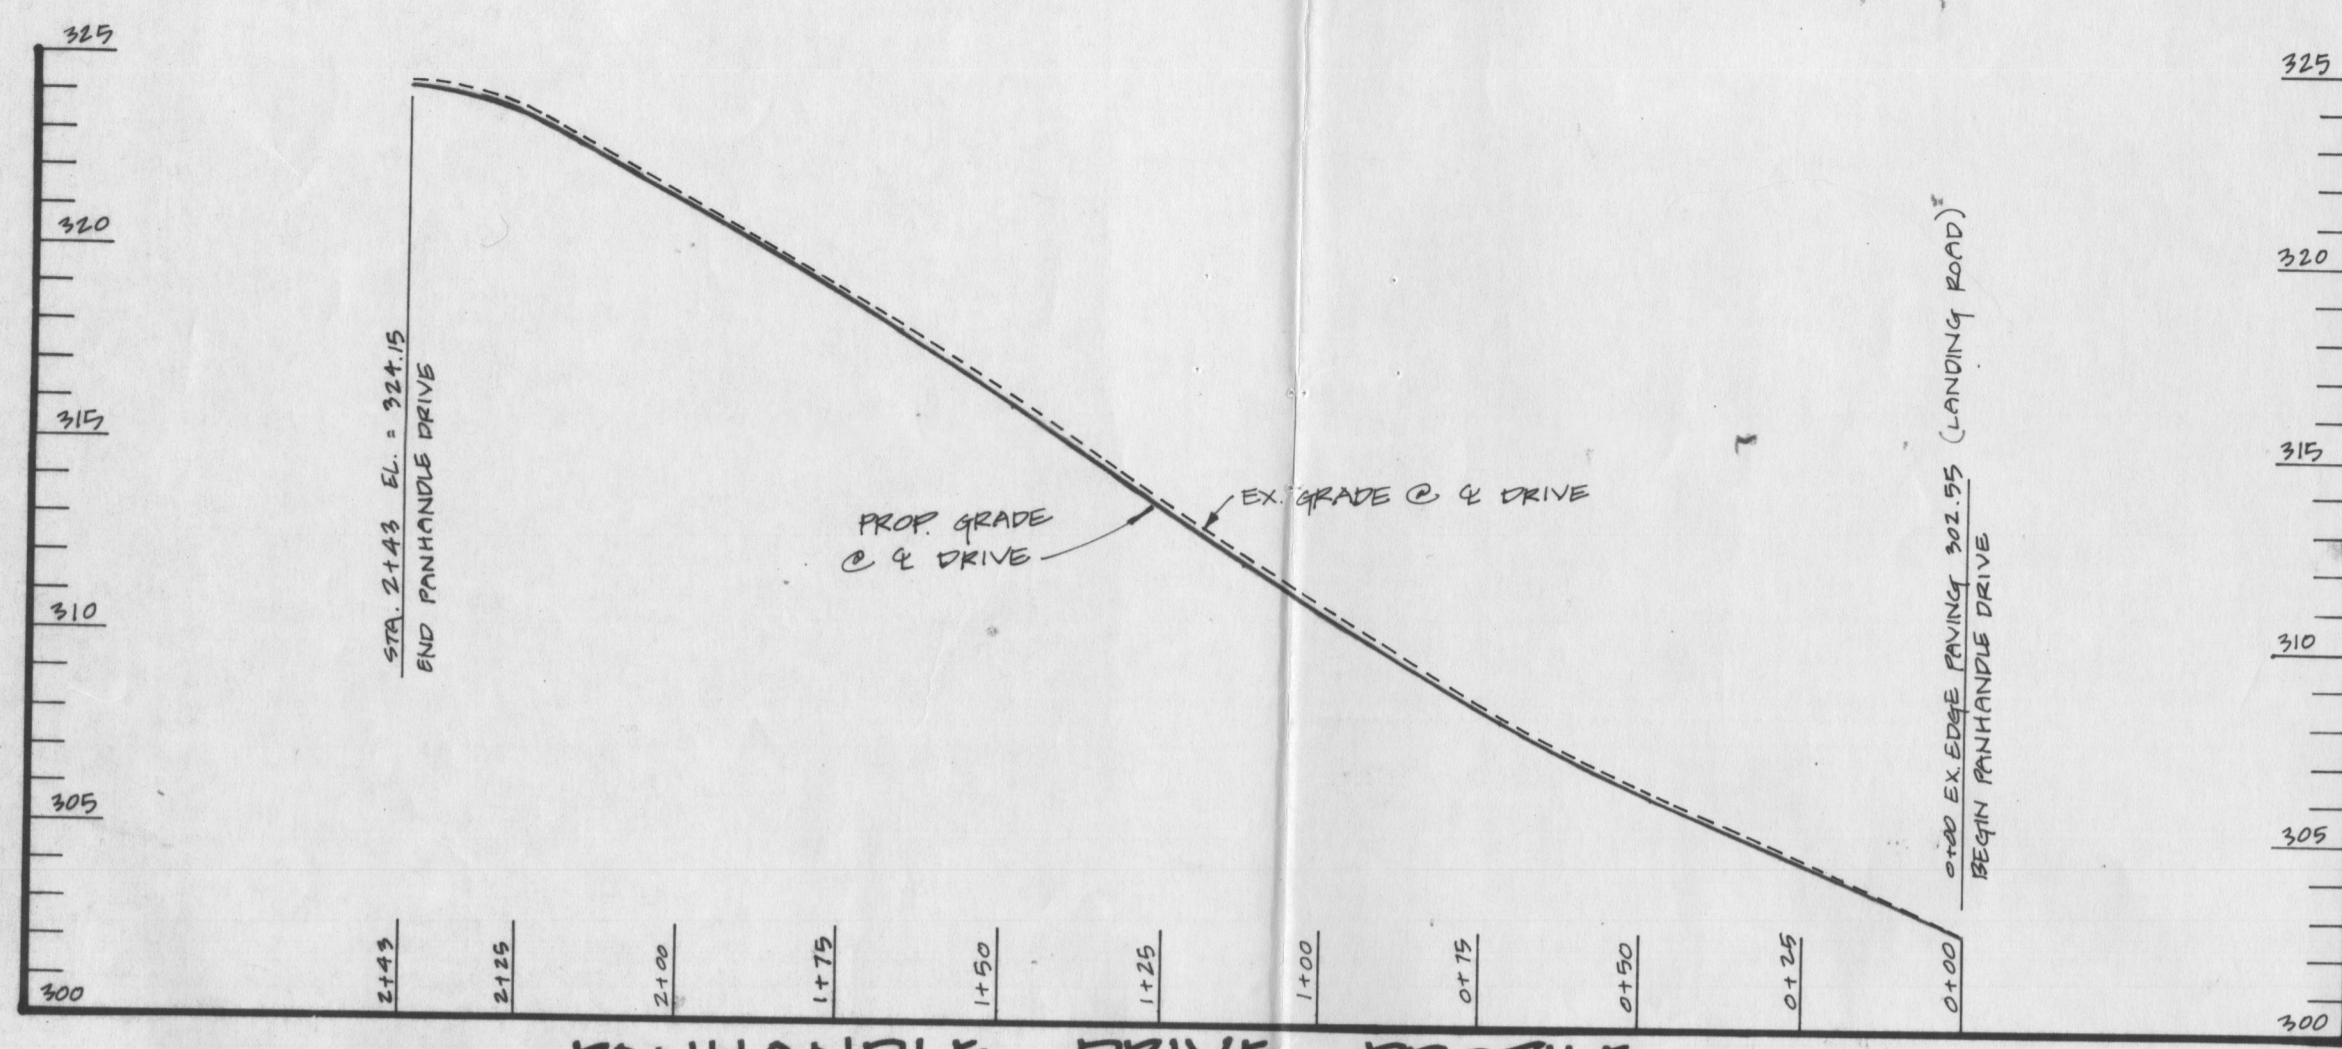 325
320
315
310
305
300
STA. 2+43 EL. = 324.15
END PANHANDLE DRIVE
PROP. GRADE
@ ℄ DRIVE
EX. GRADE @ ℄ DRIVE
0+00 EX. EDGE PAVING 302.55 (LANDING ROAD)
BEGIN PANHANDLE DRIVE
325
320
315
310
305
300
2+43
2+25
2+00
1+75
1+50
1+25
1+00
0+75
0+50
0+25
0+00
PANHANDLE DRIVE PROFILE